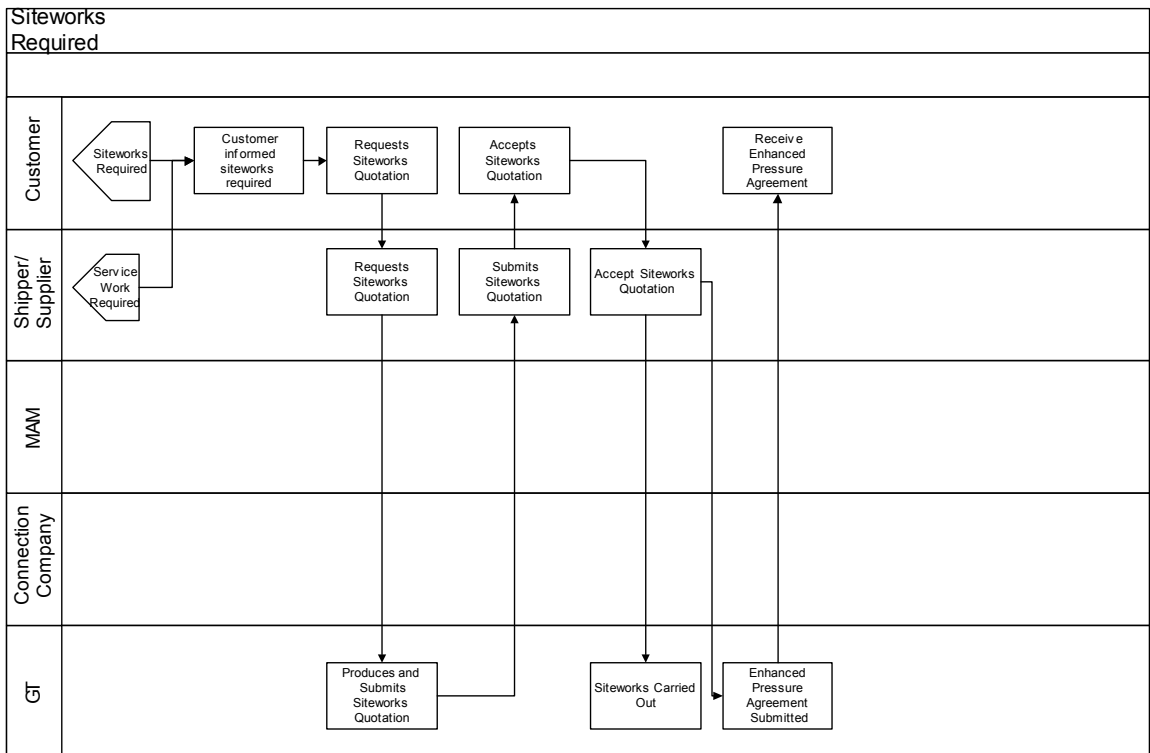 Siteworks
Required
Customer
Siteworks
Required
Customer
informed
siteworks
required
Requests
Siteworks
Quotation
Accepts
Siteworks
Quotation
Receive
Enhanced
Pressure
Agreement
Shipper/
Supplier
Service
Work
Required
Requests
Siteworks
Quotation
Submits
Siteworks
Quotation
Accept Siteworks
Quotation
MAM
Connection
Company
GT
Produces and
Submits
Siteworks
Quotation
Siteworks Carried
Out
Enhanced
Pressure
Agreement
Submitted